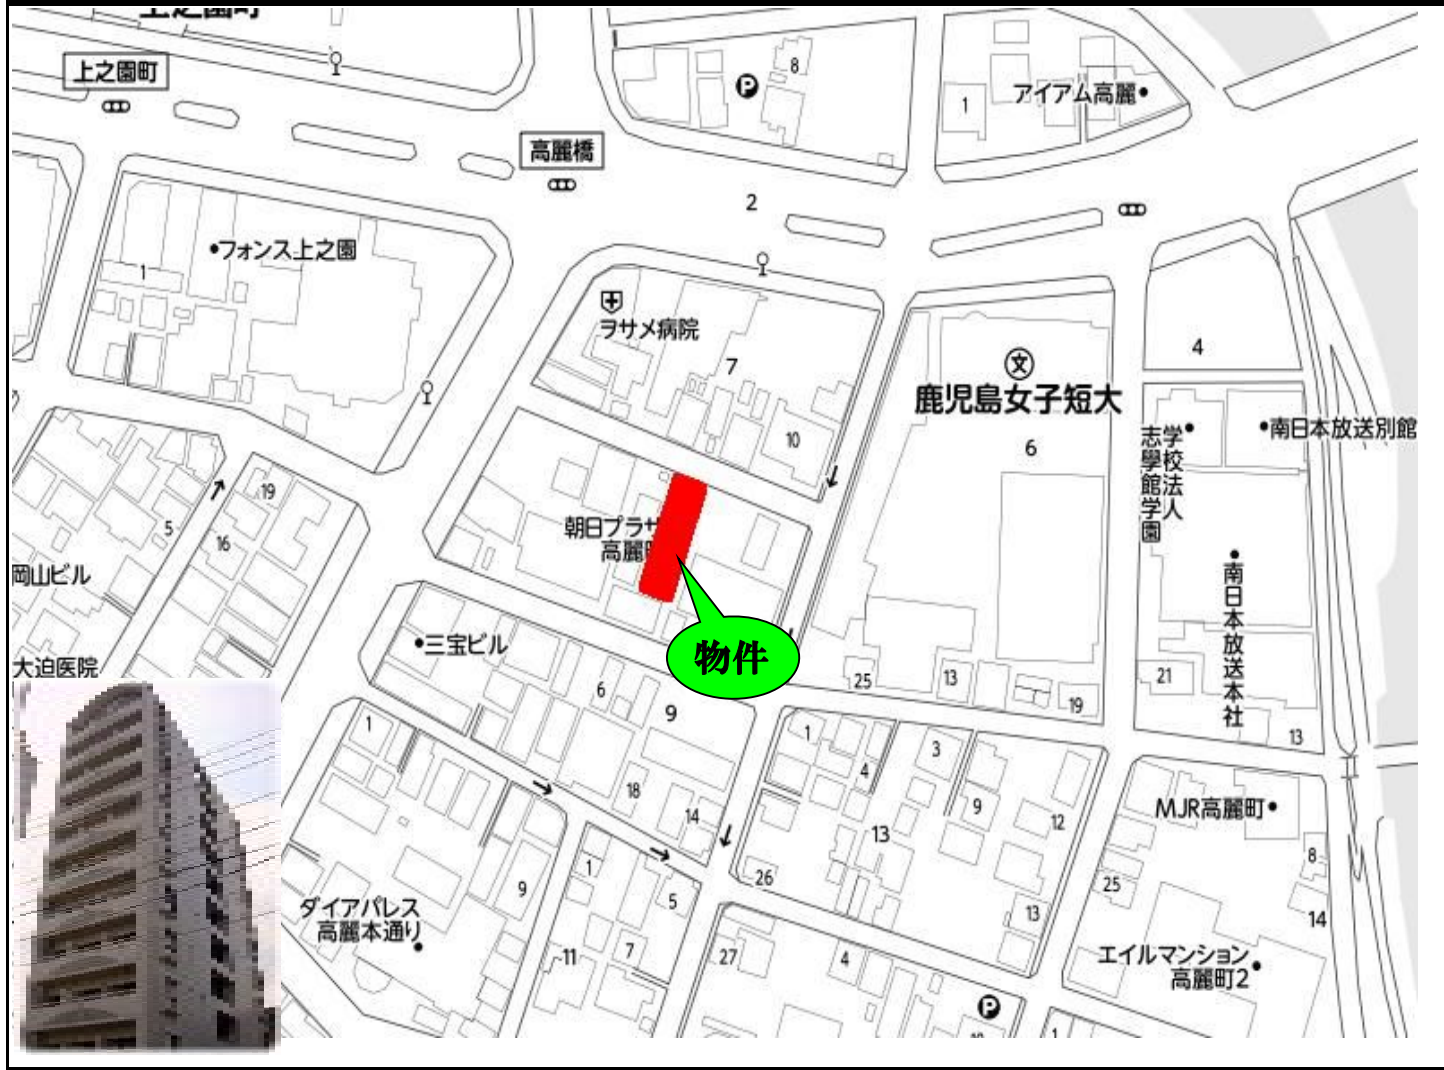 上之園町
上之園町
高麗橋
8
1
アイアム高麗
2
フォンス上之園
1
ヲサメ病院
7
10
4
鹿児島女子短大
6
学校法人
志學館学園
南日本放送別館
19
16
5
朝日プラザ
高麗町
岡山ビル
南日本放送本社
三宝ビル
物件
大迫医院
6
9
25
13
19
21
13
1
1
4
3
9
12
18
14
MJR高麗町
13
8
26
25
14
13
9
1
5
ダイアパレス
高麗本通り
11
7
27
4
エイルマンション
高麗町2
1